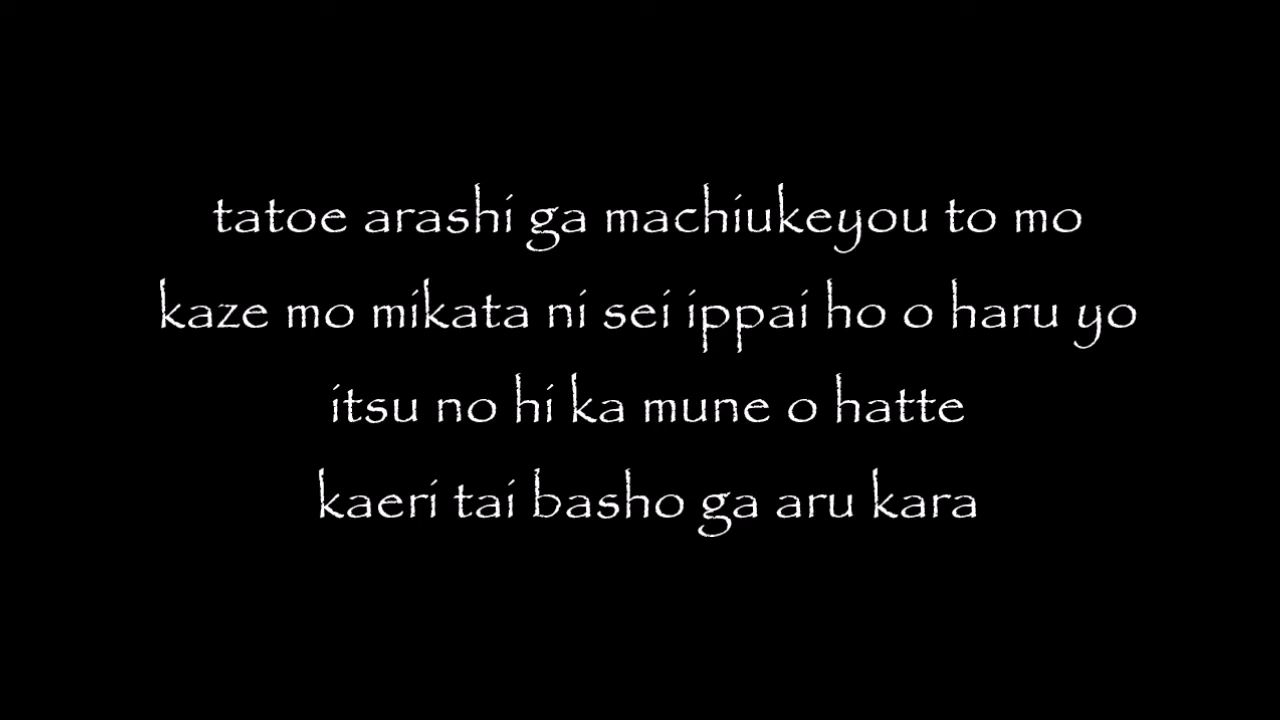 tatoe arashi ga machiukeyou to mo
kaze mo mikata ni sei ippai ho o haru yo
itsu no hi ka mune o hatte
kaeri tai basho ga aru kara